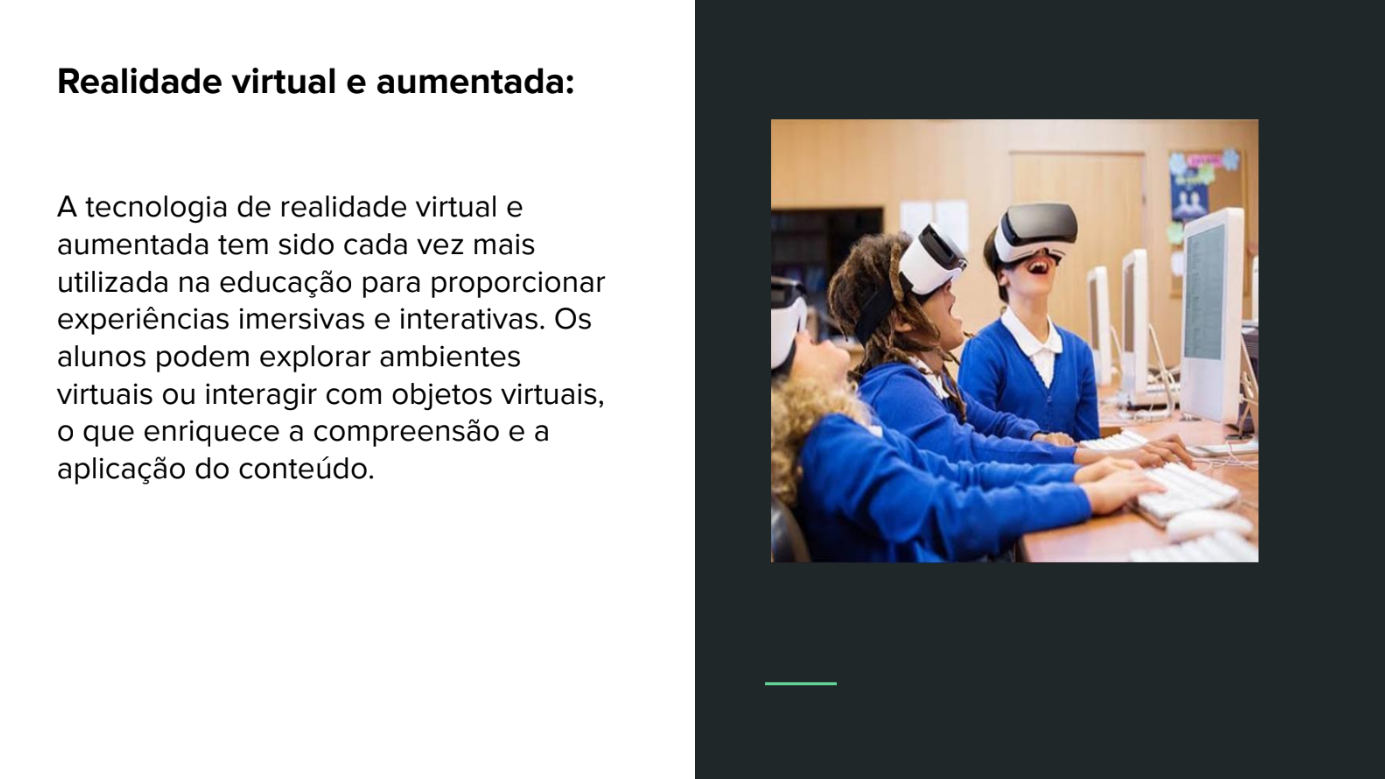 Realidade virtual e aumentada:
A tecnologia de realidade virtual e
aumentada tem sido cada vez mais
utilizada na educação para proporcionar
experiências imersivas e interativas. Os
alunos podem explorar ambientes
virtuais ou interagir com objetos virtuais,
o que enriquece a compreensão e a
aplicação do conteúdo.